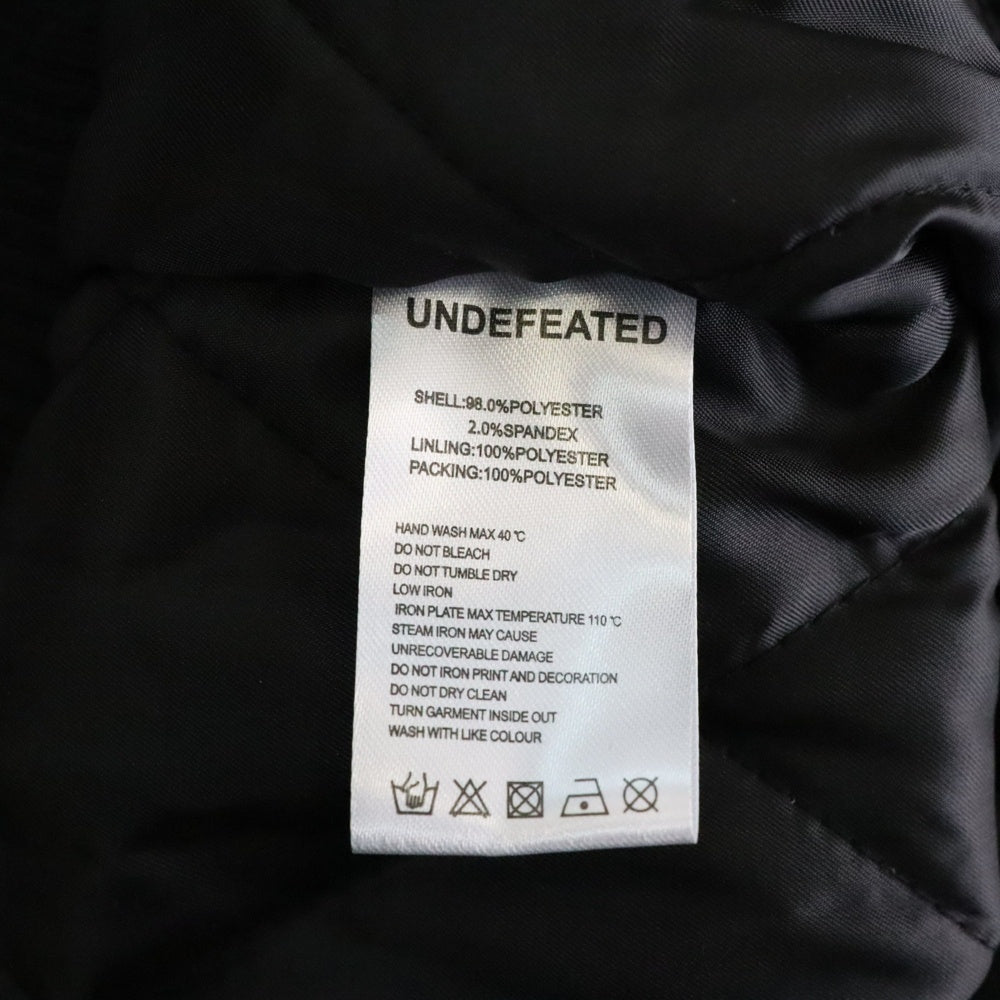 UNDEFEATED
SHELL:98.0%POLYESTER
2.0%SPANDEX
LINLING:100%POLYESTER
PACKING:100%POLYESTER
HAND WASH MAX 40 ℃
DO NOT BLEACH
DO NOT TUMBLE DRY
LOW IRON
IRON PLATE MAX TEMPERATURE 110 ℃
STEAM IRON MAY CAUSE
UNRECOVERABLE DAMAGE
DO NOT IRON PRINT AND DECORATION
DO NOT DRY CLEAN
TURN GARMENT INSIDE OUT
WASH WITH LIKE COLOUR